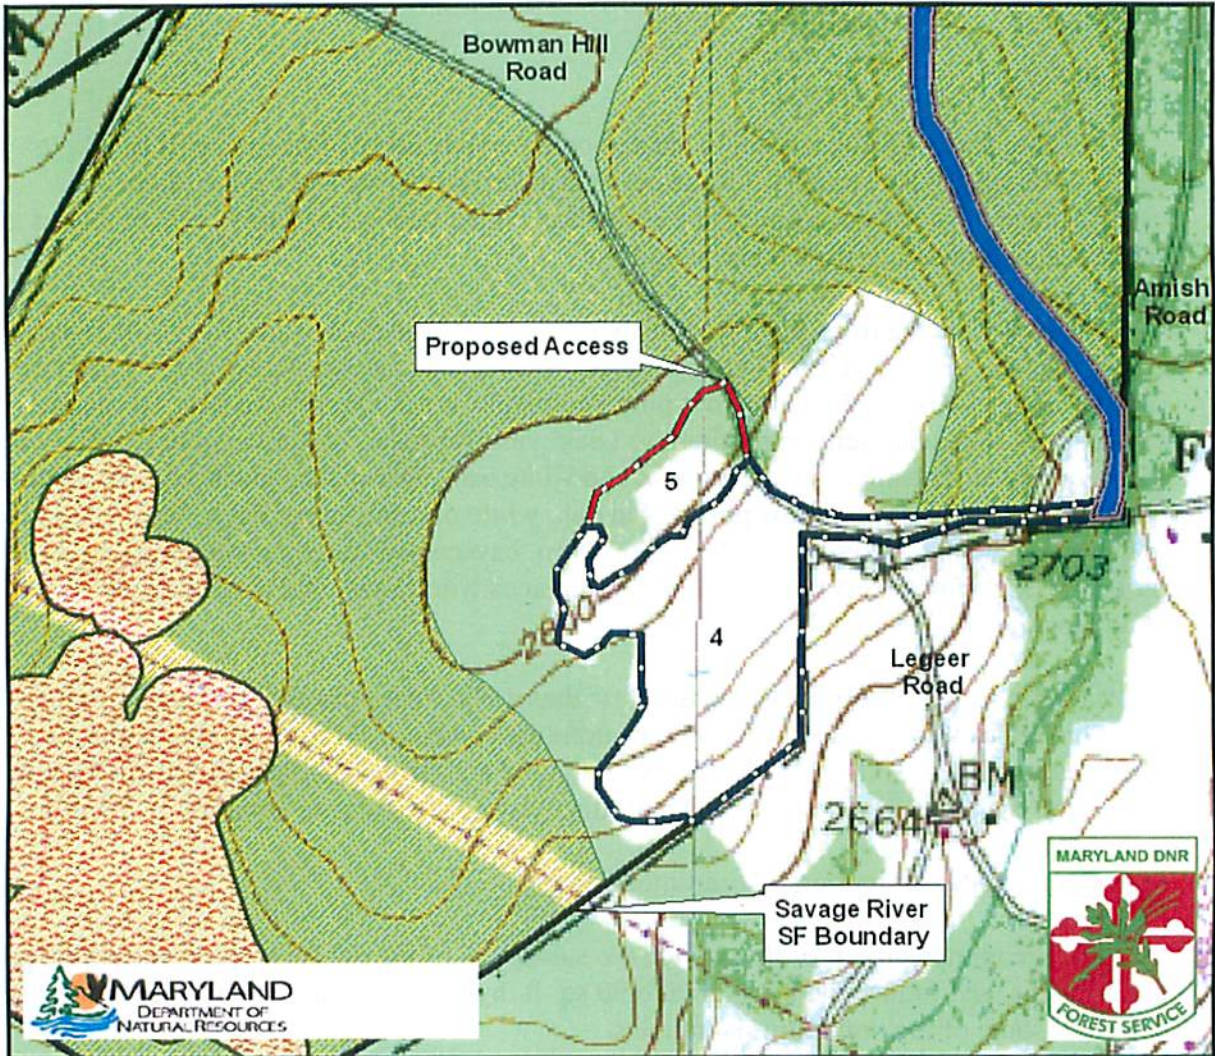 Bowman Hill
Road
Amish
Road
Proposed Access
5
2703
4
Legeer
Road
BM
2664
Savage River
SF Boundary
MARYLAND DNR
FOREST SERVICE
MARYLAND
DEPARTMENT OF
NATURAL RESOURCES